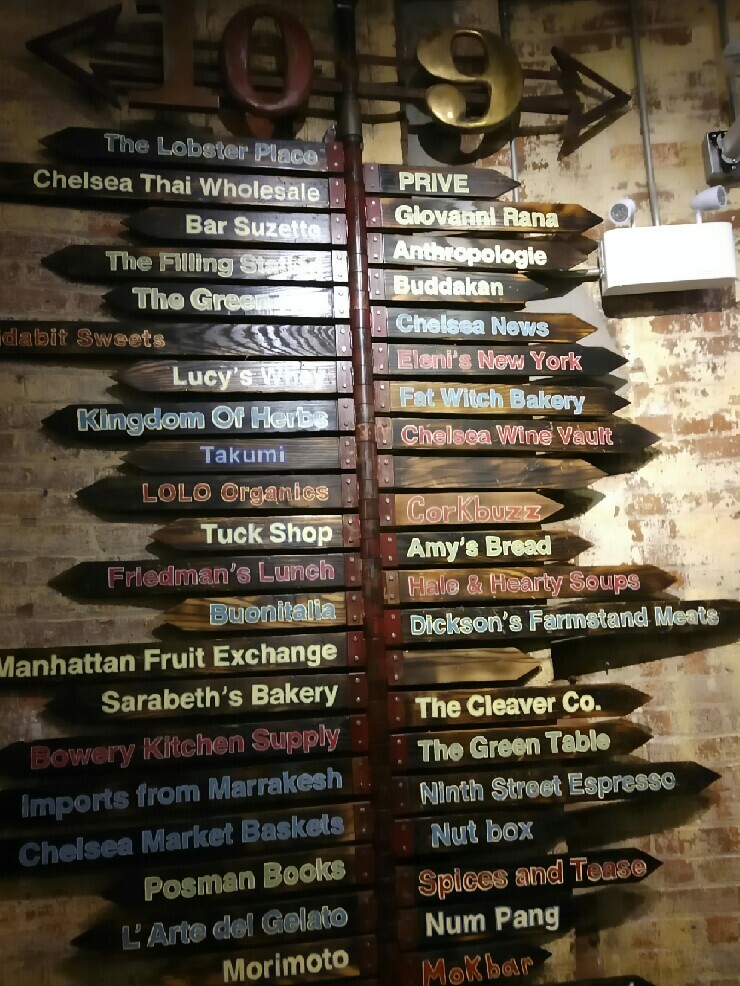 10 9
The Lobster Place
Chelsea Thai Wholesale
Bar Suzette
The Filling
The Green
Sweets
Lucy's Whey
Kingdom Of Herbs
Takumi
LOLO Organics
Tuck Shop
Friedman's Lunch
Buonitalia
Manhattan Fruit Exchange
Sarabeth's Bakery
Bowery Kitchen Supply
Imports from Marrakesh
Chelsea Market Baskets
Posman Books
L'Arte del Gelato
Morimoto
PRIVE
Giovanni Rana
Anthropologie
Buddakan
Chelsea News
Eleni's New York
Fat Witch Bakery
Chelsea Wine Vault
Corkbuzz
Amy's Bread
Hale & Hearty Soups
Dickson's Farmstand Meats
The Cleaver Co.
The Green Table
Ninth Street Espresso
Nut box
Spices and Tease
Num Pang
MoKbar